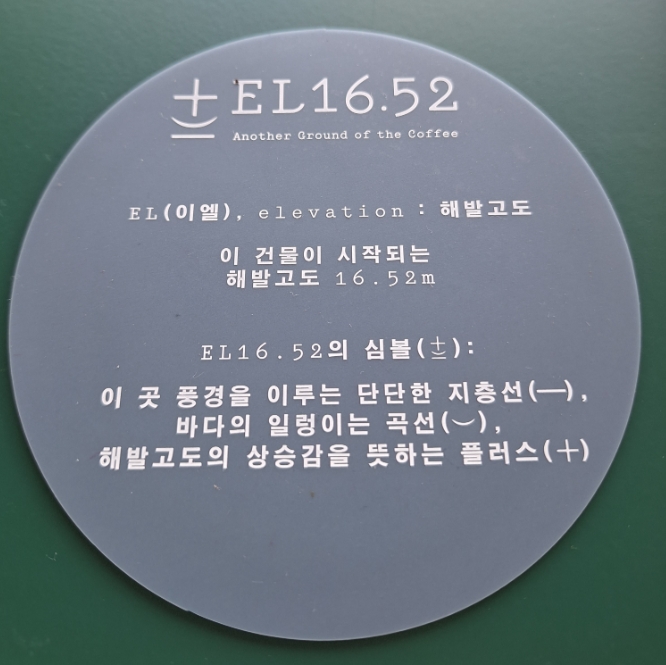 EL16.52
Another Ground of the Coffee
EL(이엘), elevation : 해발고도
이 건물이 시작되는
해발고도 16.52m
EL16.52의 심볼(±):
이 곳 풍경을 이루는 단단한 지층선(—),
바다의 일렁이는 곡선(⌣),
해발고도의 상승감을 뜻하는 플러스(+)